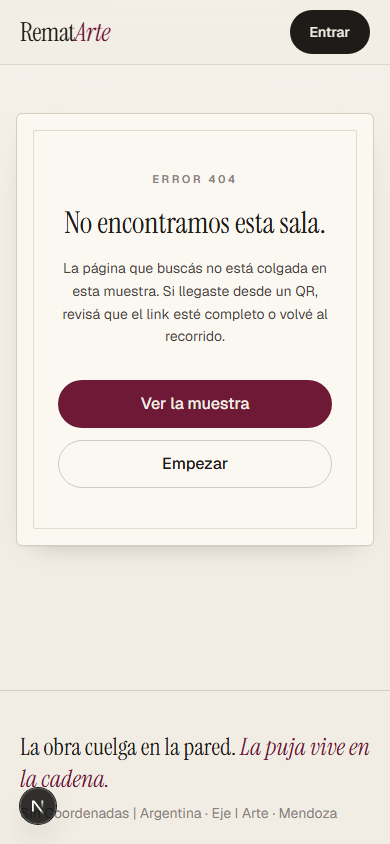 RematArte
Entrar
ERROR 404
No encontramos esta sala.
La página que buscás no está colgada en
esta muestra. Si llegaste desde un QR,
revisá que el link esté completo o volvé al
recorrido.
Ver la muestra
Empezar
La obra cuelga en la pared. La puja vive en
la cadena.
N
Coordenadas | Argentina · Eje I Arte · Mendoza